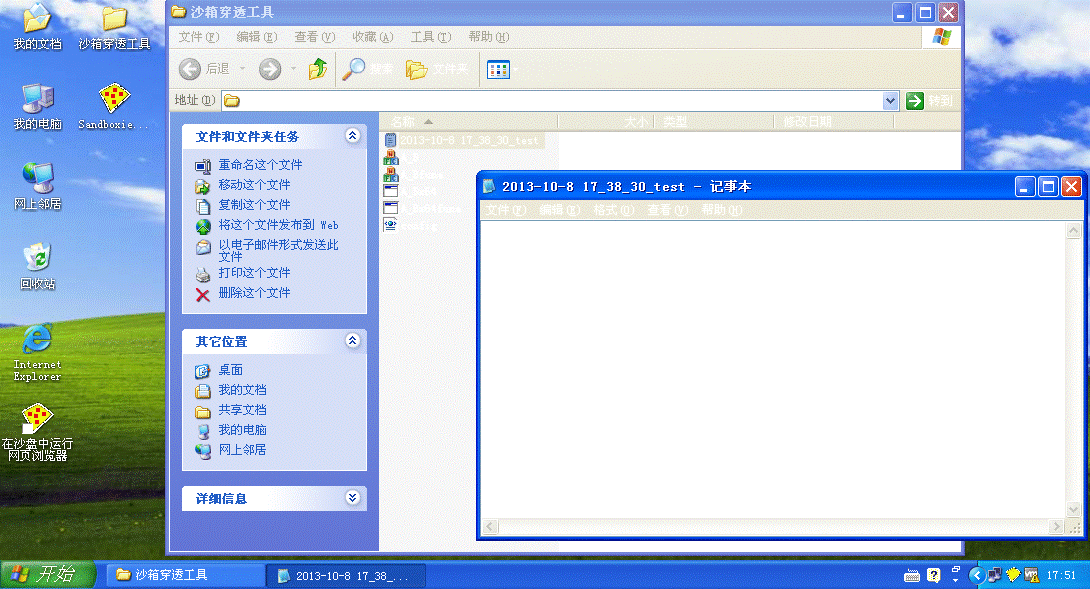 我的文档
沙箱穿透工具
我的电脑
Sandboxie...
网上邻居
回收站
Internet
Explorer
在沙盘中运行
网页浏览器
沙箱穿透工具
文件(F) 编辑(E) 查看(V) 收藏(A) 工具(T) 帮助(H)
后退 搜索 文件夹
地址(D) 转到
文件和文件夹任务
重命名这个文件
移动这个文件
复制这个文件
将这个文件发布到 Web
以电子邮件形式发送此
文件
打印这个文件
删除这个文件
其它位置
桌面
我的文档
共享文档
我的电脑
网上邻居
详细信息
名称 大小 类型 修改日期
2013-10-8 17_38_30_test
2013-10-8 17_38_30_test - 记事本
文件(F) 编辑(E) 格式(O) 查看(V) 帮助(H)
开始
沙箱穿透工具
2013-10-8 17_38_...
17:51